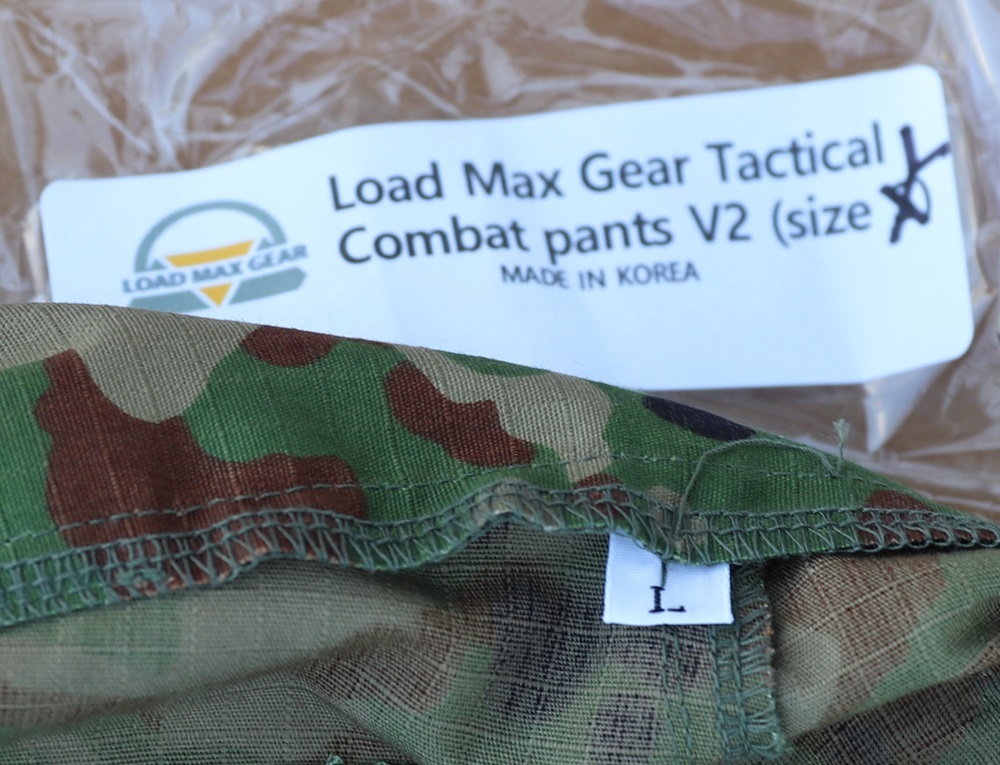 Load Max Gear Tactical
Combat pants V2 (size
MADE IN KOREA
LOAD MAX GEAR
L